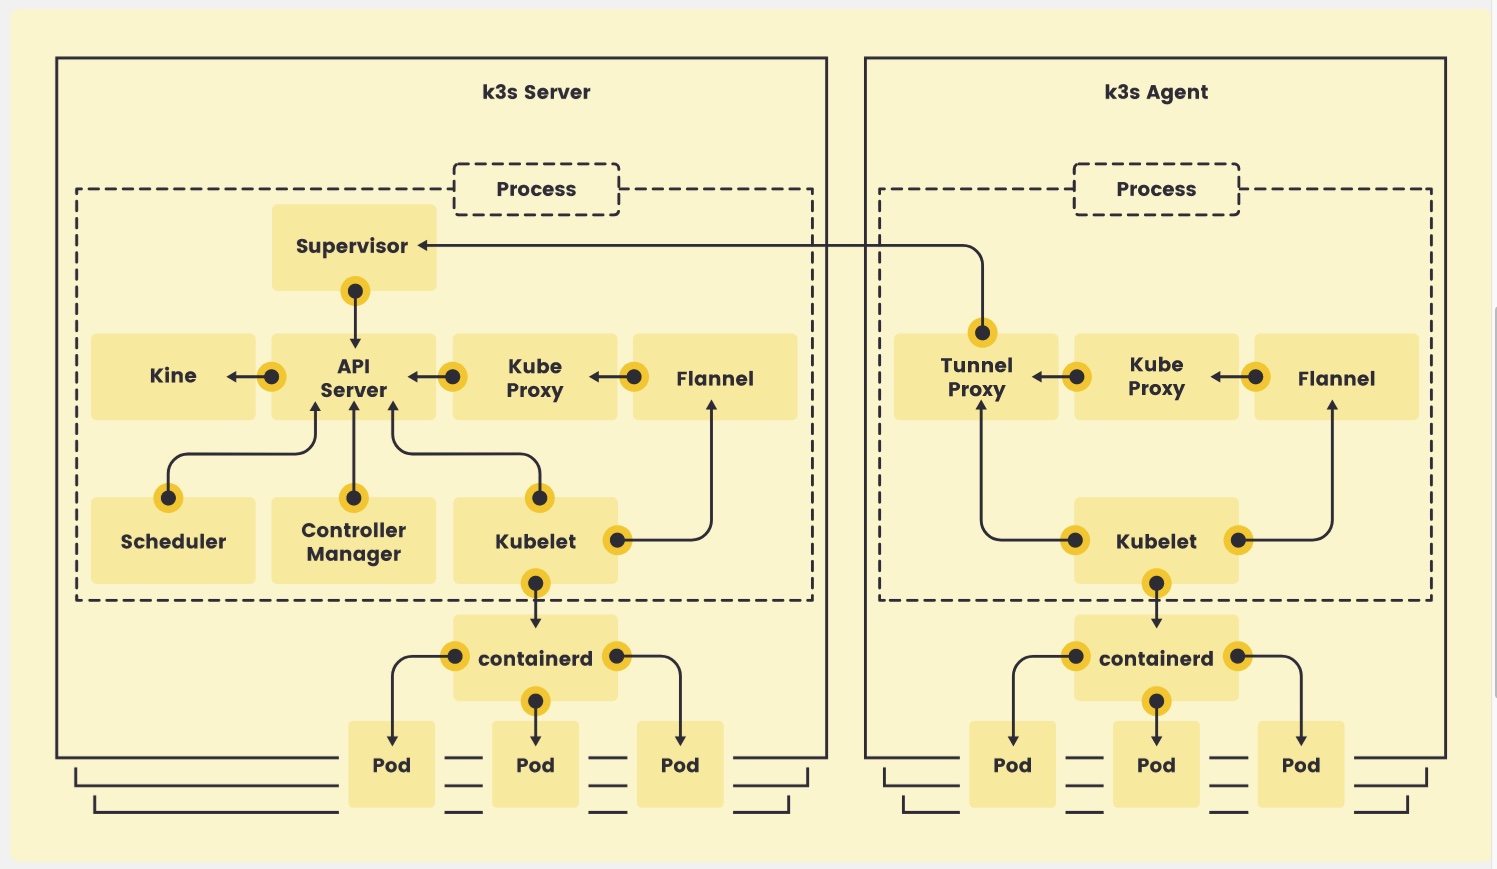 k3s Server
k3s Agent
Process
Process
Supervisor
Kine
API
Server
Kube
Proxy
Flannel
Tunnel
Proxy
Kube
Proxy
Flannel
Scheduler
Controller
Manager
Kubelet
Kubelet
containerd
containerd
Pod
Pod
Pod
Pod
Pod
Pod